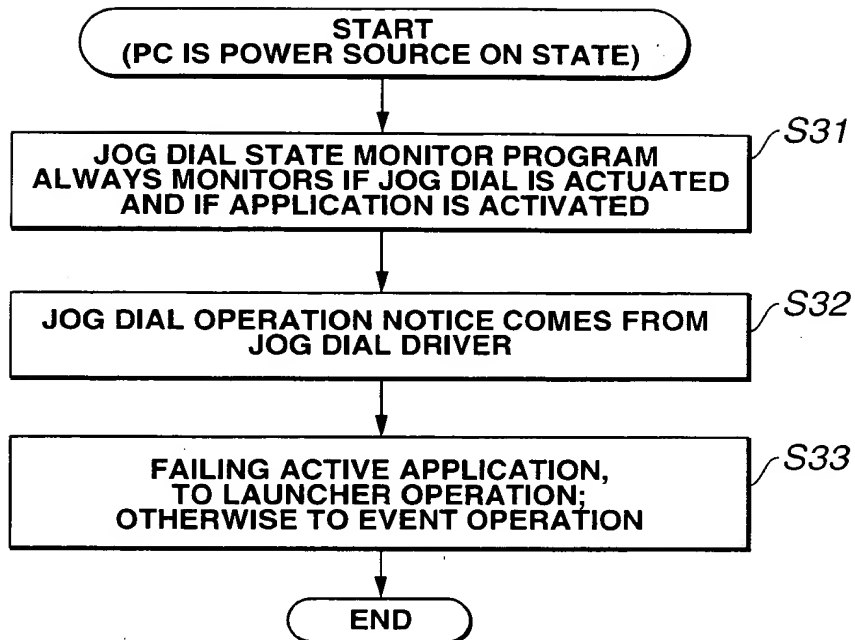 START
(PC IS POWER SOURCE ON STATE)
S31
JOG DIAL STATE MONITOR PROGRAM
ALWAYS MONITORS IF JOG DIAL IS ACTUATED
AND IF APPLICATION IS ACTIVATED
S32
JOG DIAL OPERATION NOTICE COMES FROM
JOG DIAL DRIVER
S33
FAILING ACTIVE APPLICATION,
TO LAUNCHER OPERATION;
OTHERWISE TO EVENT OPERATION
END